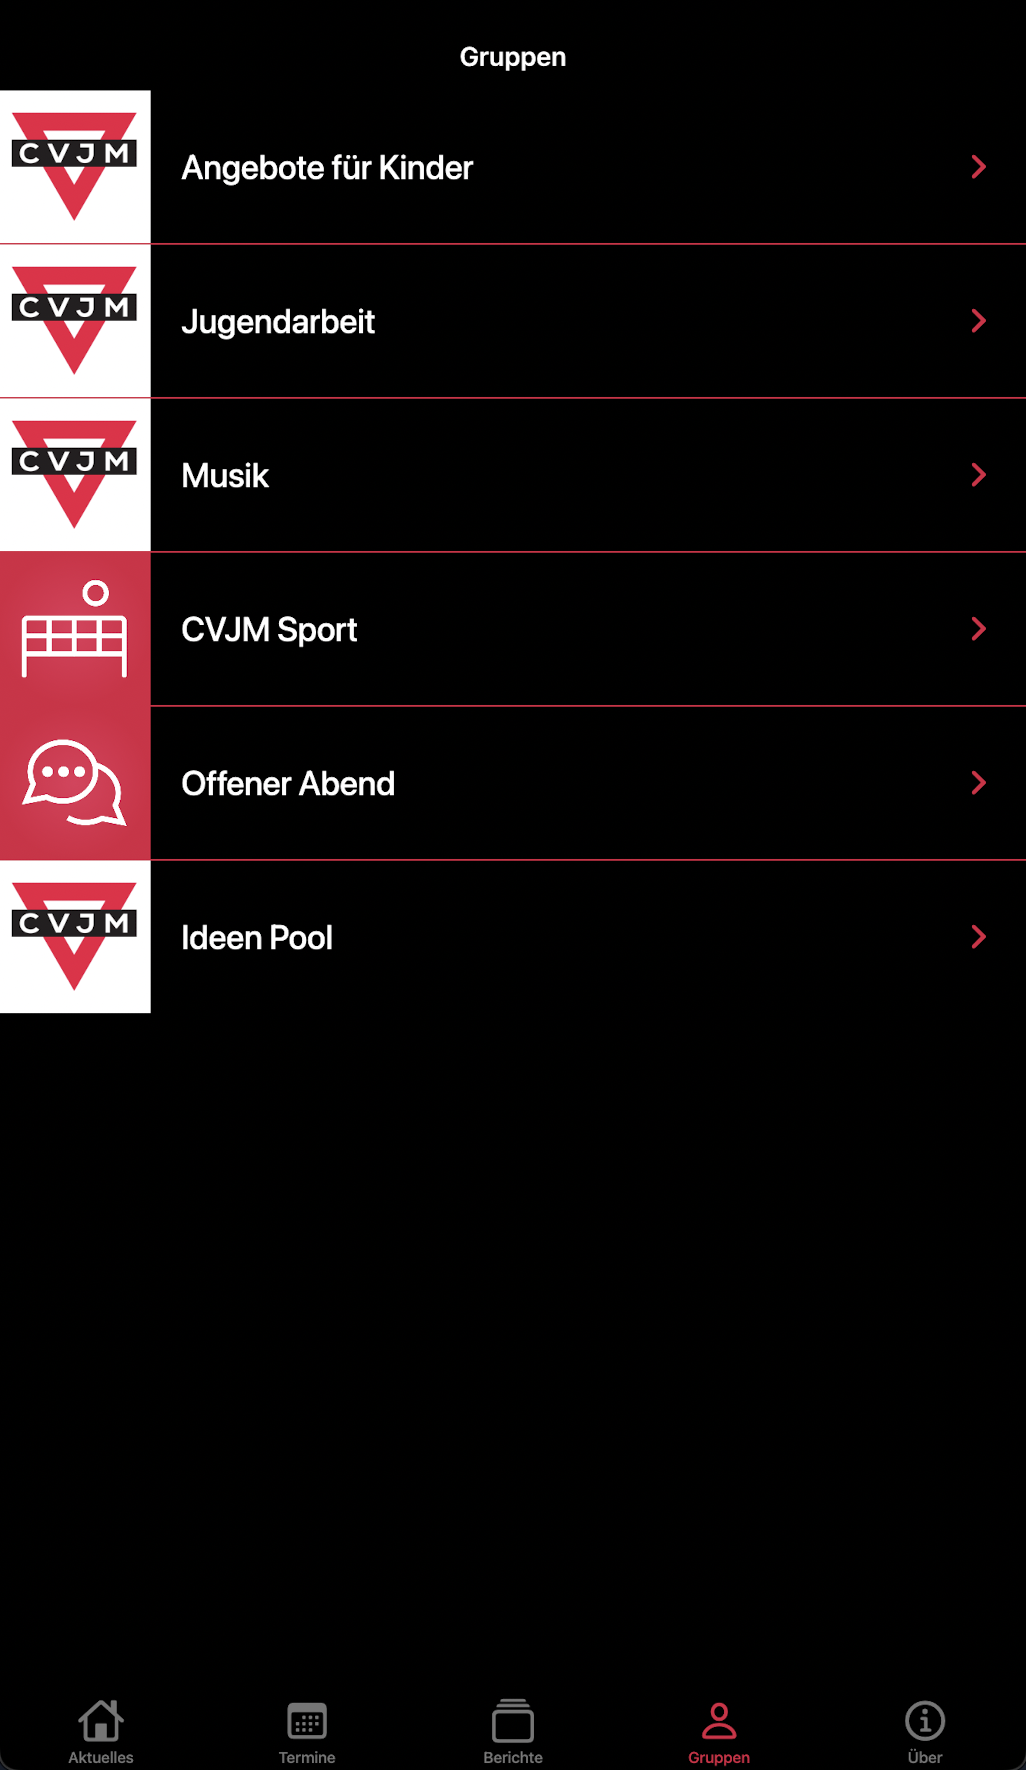 Gruppen
CVJM
Angebote für Kinder
CVJM
Jugendarbeit
CVJM
Musik
CVJM Sport
Offener Abend
CVJM
Ideen Pool
Aktuelles
Termine
Berichte
Gruppen
Über